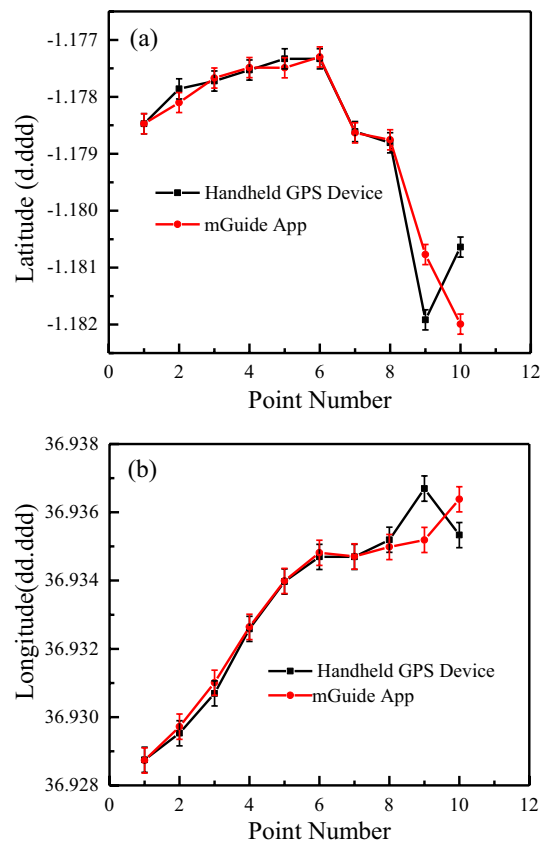 (a)
-1.177
-1.178
-1.179
-1.180
-1.181
-1.182
Latitude (d.ddd)
Handheld GPS Device
mGuide App
0 2 4 6 8 10 12
Point Number
(b)
36.938
36.936
36.934
36.932
36.930
36.928
Longitude(dd.ddd)
Handheld GPS Device
mGuide App
0 2 4 6 8 10 12
Point Number